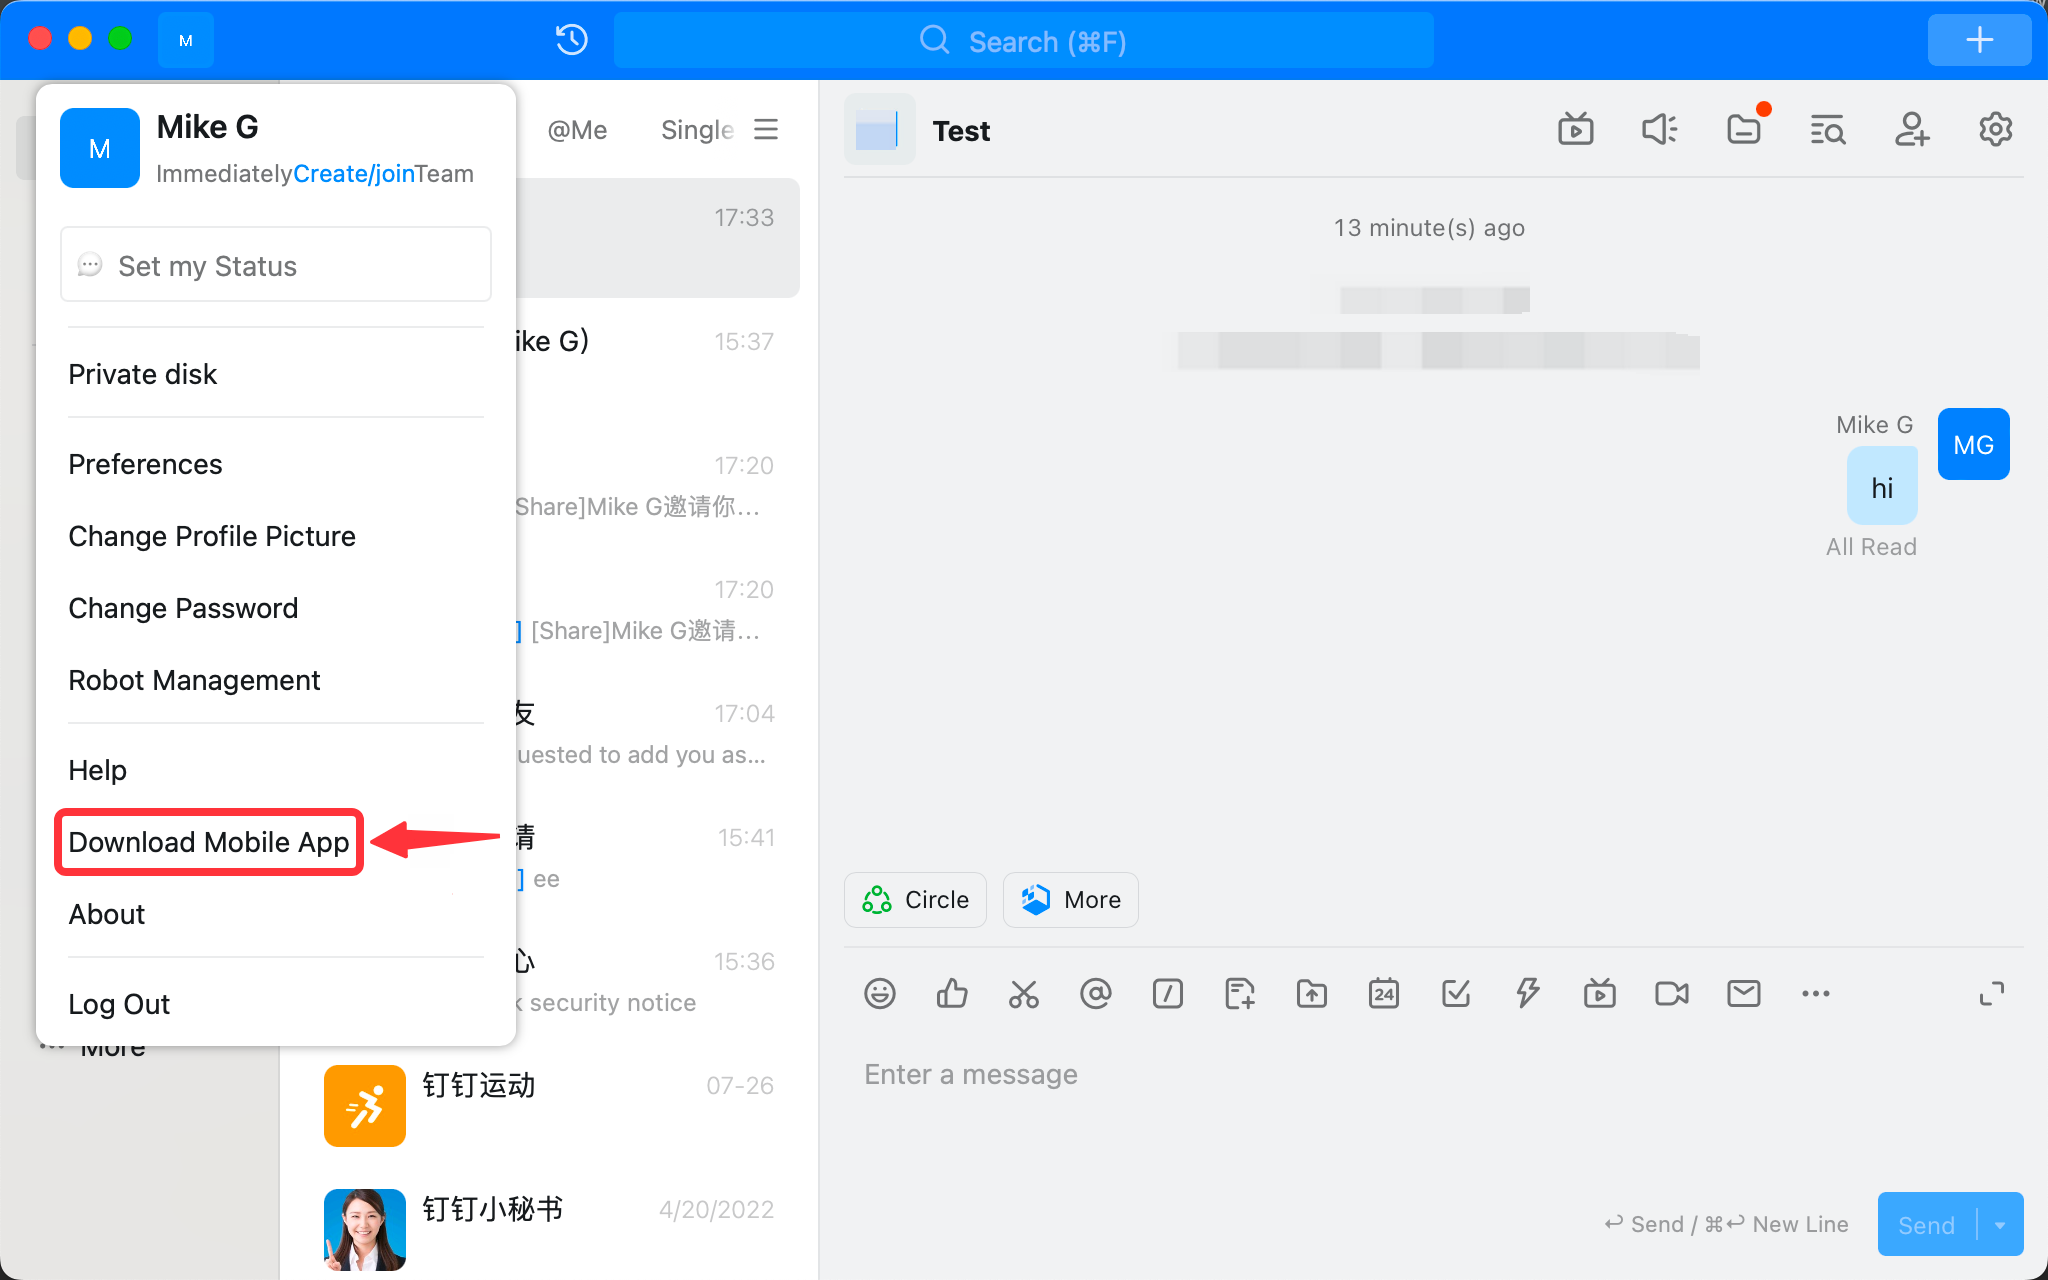 M
Search (⌘F)
M
Mike G
ImmediatelyCreate/joinTeam
Set my Status
Private disk
Preferences
Change Profile Picture
Change Password
Robot Management
Help
Download Mobile App
About
Log Out
More
@Me Single
17:33
ike G) 15:37
17:20
Share]Mike G邀请你...
17:20
] [Share]Mike G邀请...
友 17:04
uested to add you as...
请 15:41
] ee
心 15:36
k security notice
钉钉运动 07-26
钉钉小秘书 4/20/2022
Test
13 minute(s) ago
Mike G
MG
hi
All Read
Circle More
24
Enter a message
Send / ⌘↩ New Line
Send